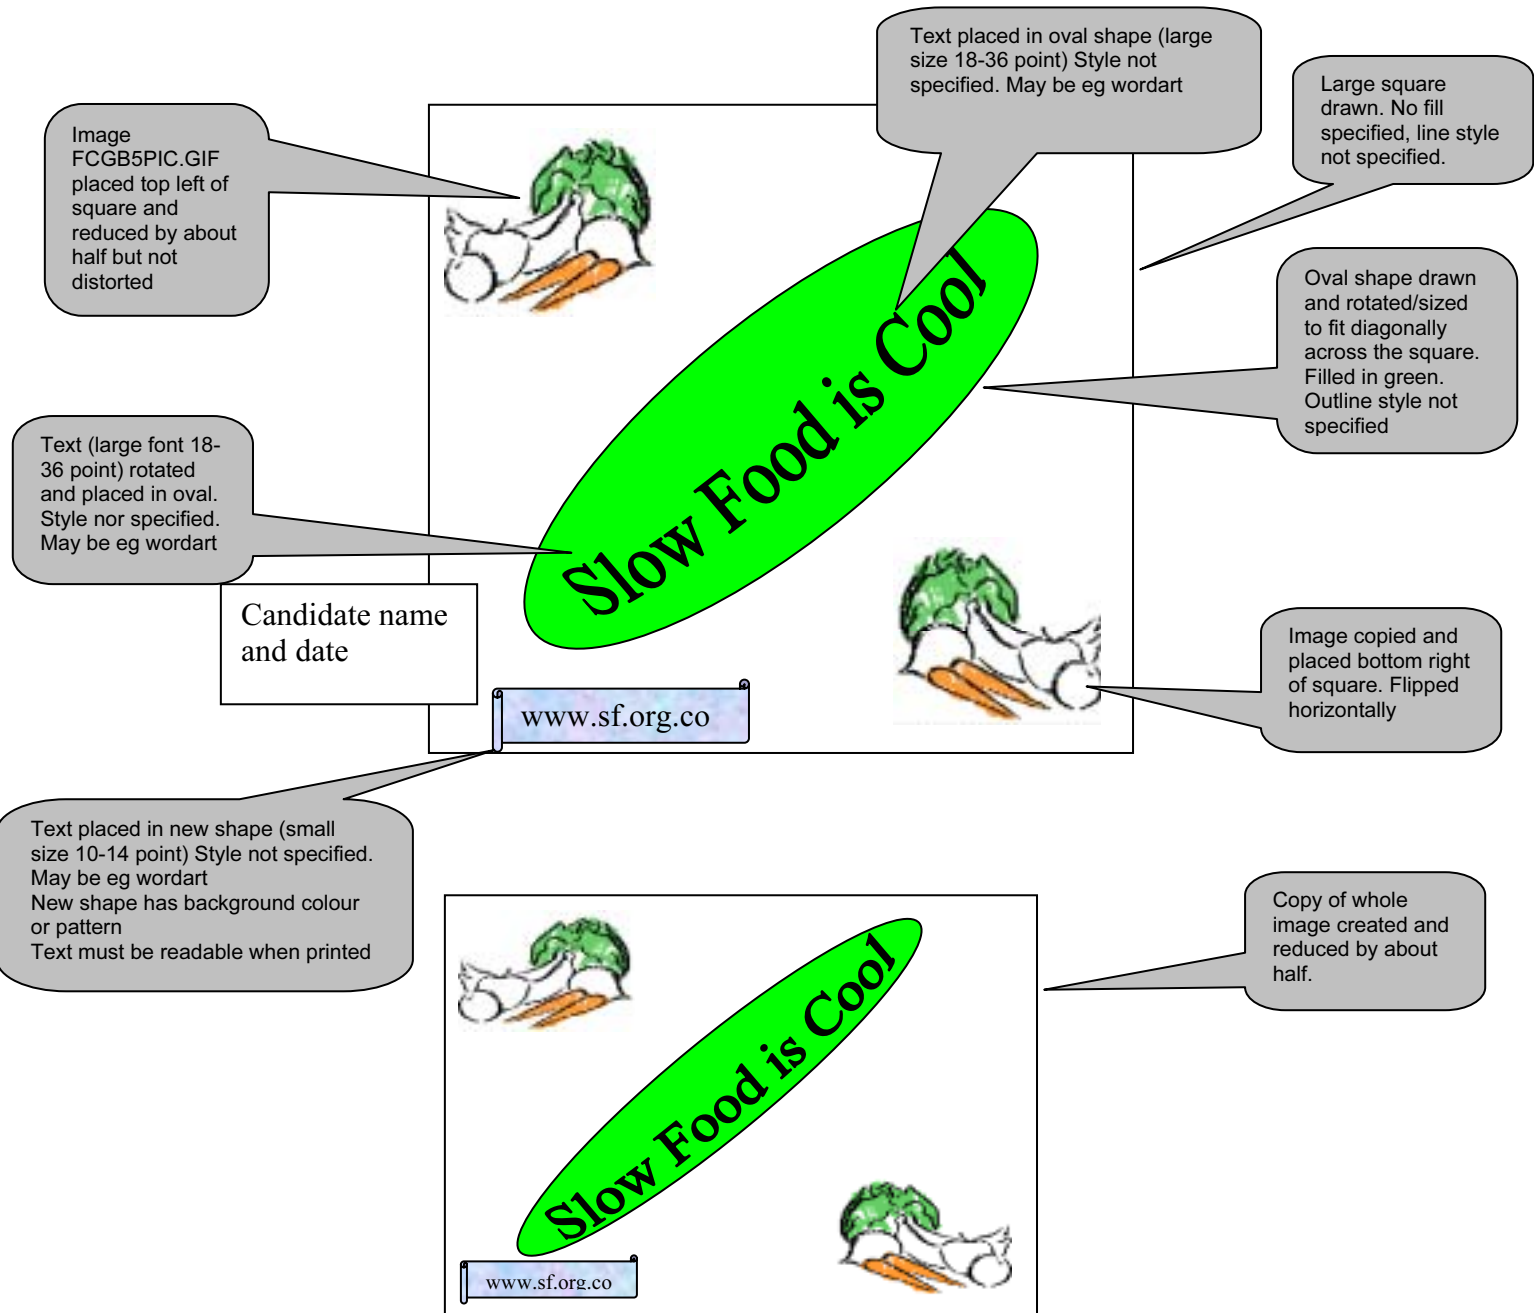 Text placed in oval shape (large
size 18-36 point) Style not
specified. May be eg wordart
Large square
drawn. No fill
specified, line style
not specified.
Image
FCGB5PIC.GIF
placed top left of
square and
reduced by about
half but not
distorted
Oval shape drawn
and rotated/sized
to fit diagonally
across the square.
Filled in green.
Outline style not
specified
Slow Food is Cool
Text (large font 18-
36 point) rotated
and placed in oval.
Style nor specified.
May be eg wordart
Candidate name
and date
Image copied and
placed bottom right
of square. Flipped
horizontally
www.sf.org.co
Text placed in new shape (small
size 10-14 point) Style not specified.
May be eg wordart
New shape has background colour
or pattern
Text must be readable when printed
Copy of whole
image created and
reduced by about
half.
Slow Food is Cool
www.sf.org.co